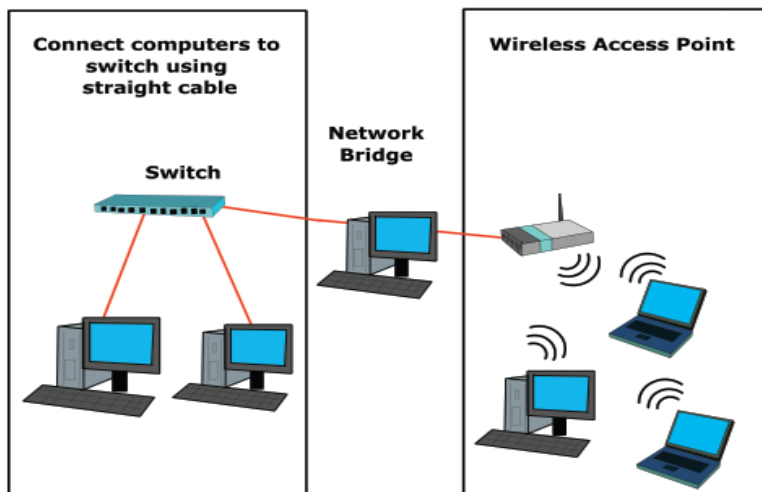 Connect computers to
switch using
straight cable
Switch
Network
Bridge
Wireless Access Point